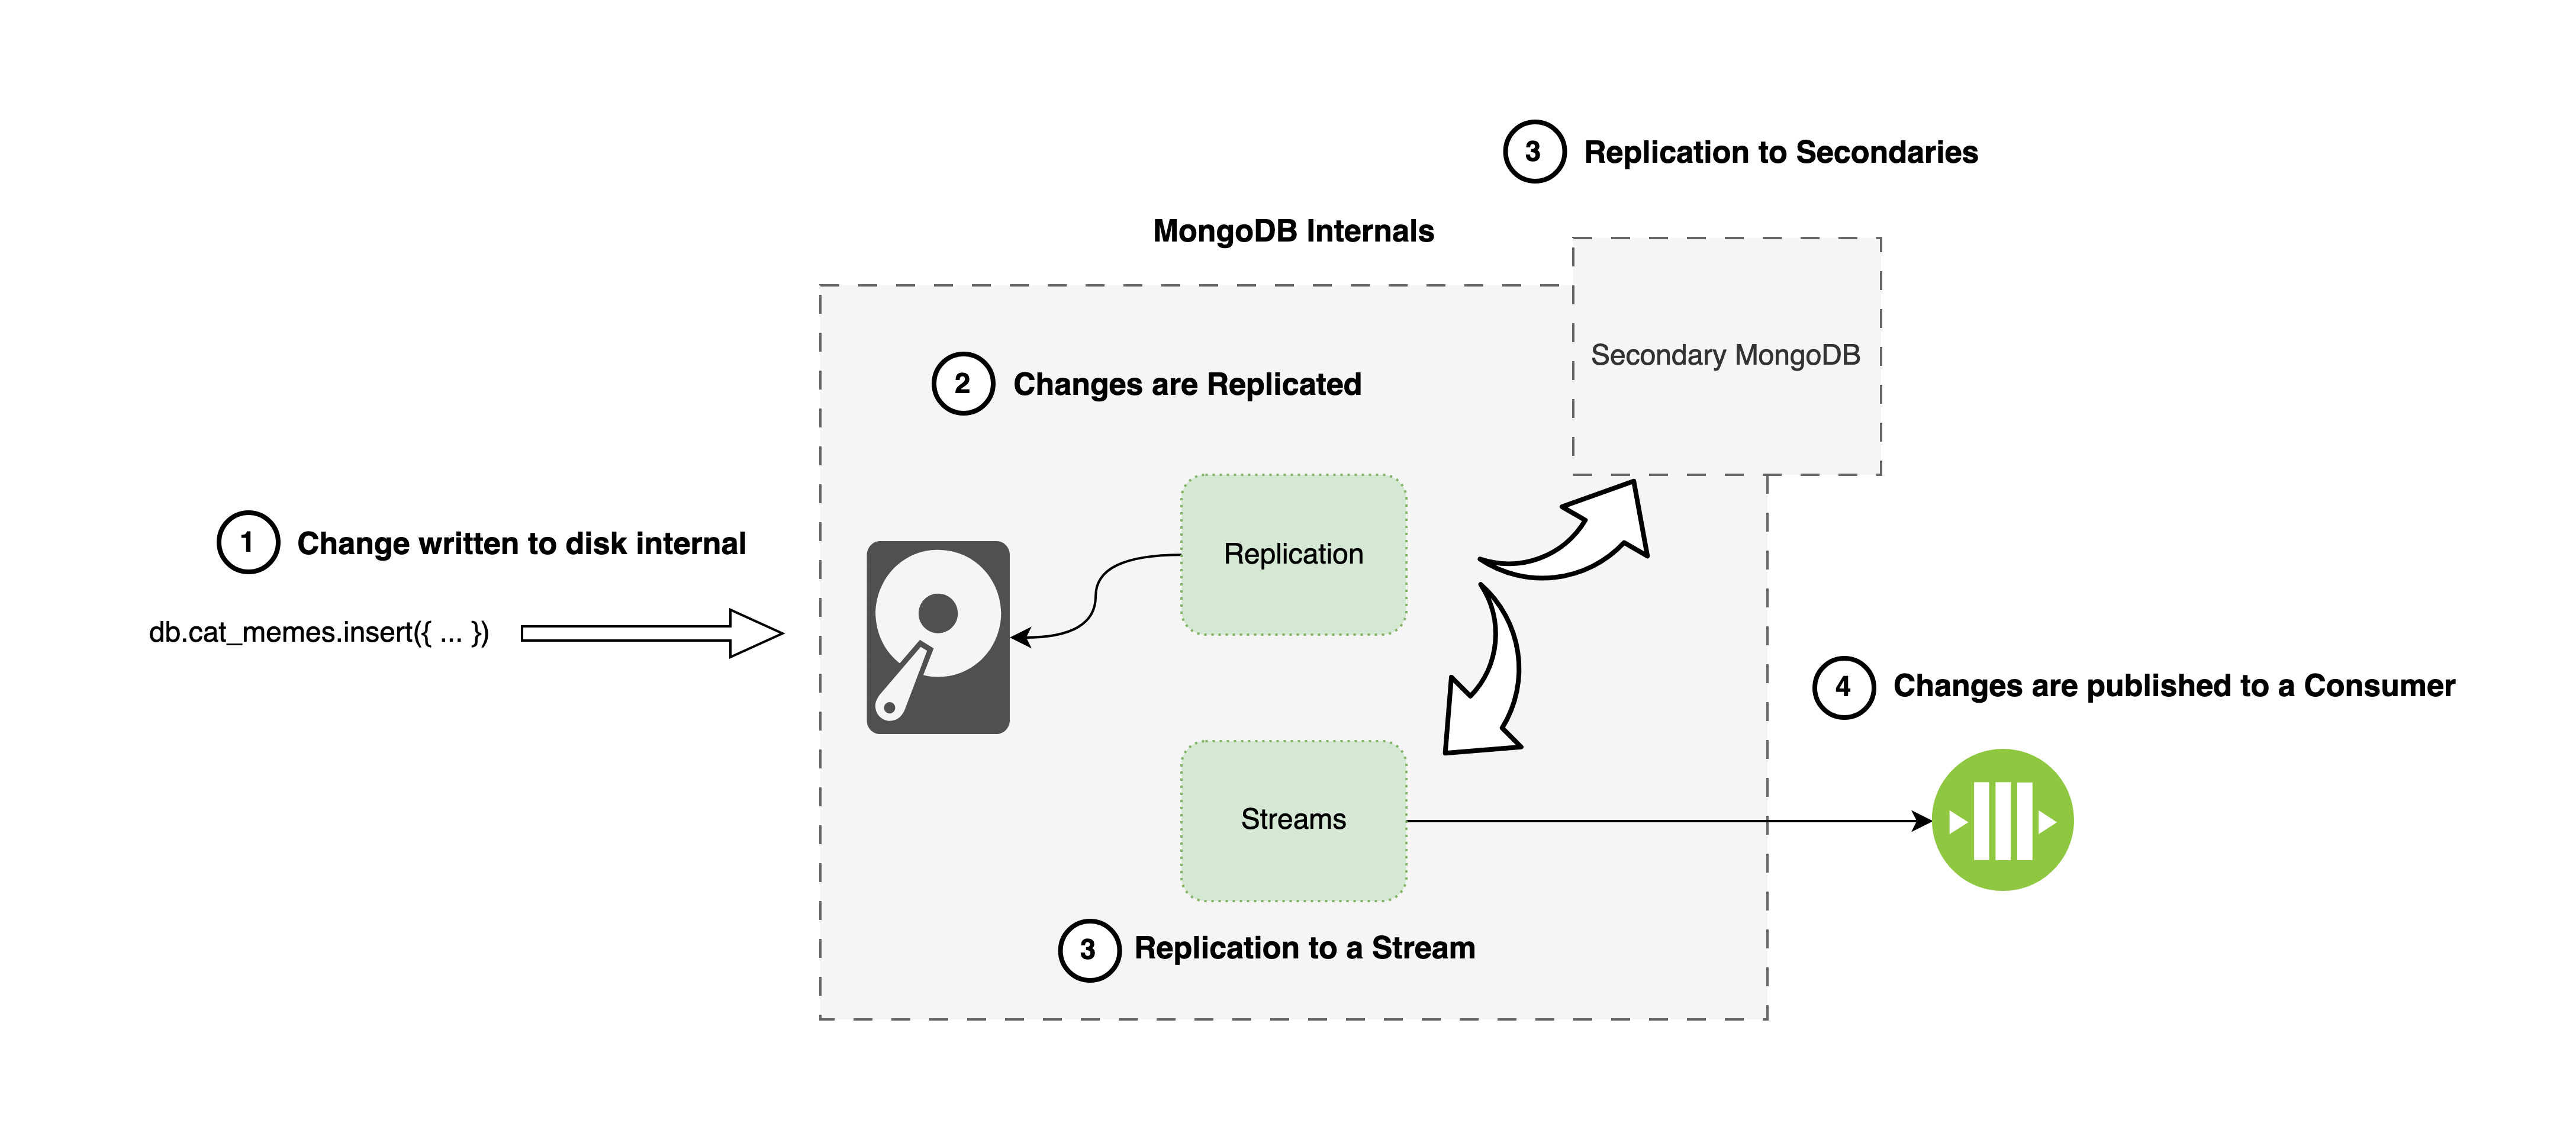 3 Replication to Secondaries
MongoDB Internals
Secondary MongoDB
2 Changes are Replicated
1 Change written to disk internal
Replication
db.cat_memes.insert({ ... })
4 Changes are published to a Consumer
Streams
3 Replication to a Stream